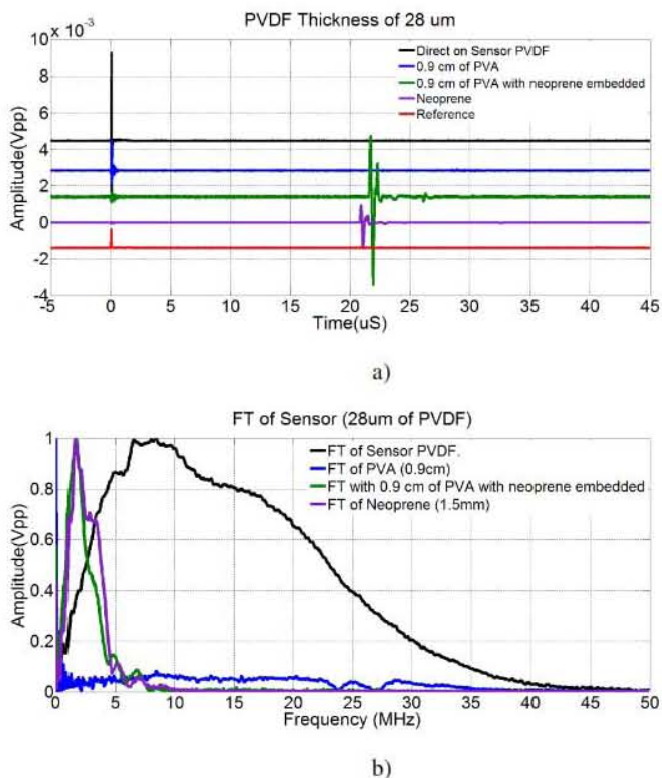 PVDF Thickness of 28 um
10 x 10⁻³
8
6
4
2
0
-2
-4
Amplitude(Vpp)
Direct on Sensor PVDF
0.9 cm of PVA
0.9 cm of PVA with neoprene embedded
Neoprene
Reference
-5 0 5 10 15 20 25 30 35 40 45
Time(uS)
a)
FT of Sensor (28um of PVDF)
1
0.8
0.6
0.4
0.2
0
Amplitude(Vpp)
FT of Sensor PVDF.
FT of PVA (0.9cm)
FT with 0.9 cm of PVA with neoprene embedded
FT of Neoprene (1.5mm)
0 5 10 15 20 25 30 35 40 45 50
Frequency (MHz)
b)